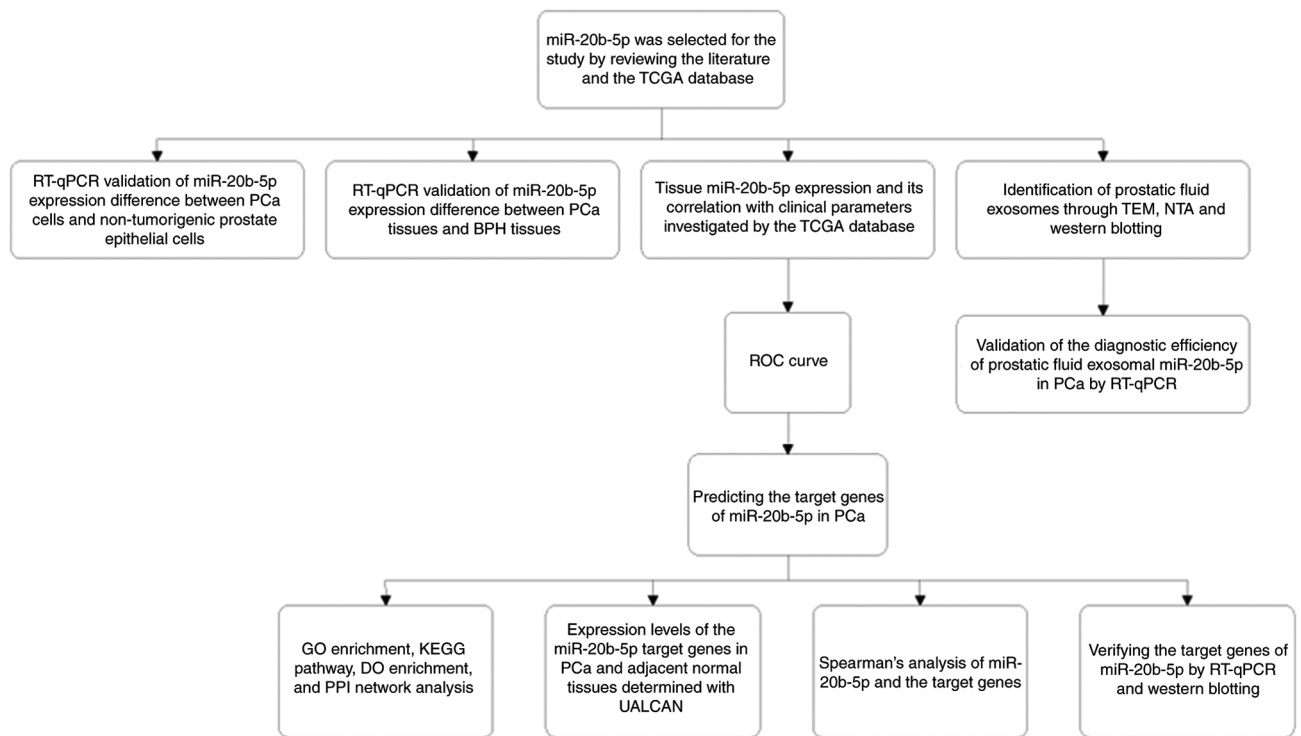 miR-20b-5p was selected for the
study by reviewing the literature
and the TCGA database
RT-qPCR validation of miR-20b-5p
expression difference between PCa
cells and non-tumorigenic prostate
epithelial cells
RT-qPCR validation of miR-20b-5p
expression difference between PCa
tissues and BPH tissues
Tissue miR-20b-5p expression and its
correlation with clinical parameters
investigated by the TCGA database
Identification of prostatic fluid
exosomes through TEM, NTA and
western blotting
ROC curve
Validation of the diagnostic efficiency
of prostatic fluid exosomal miR-20b-5p
in PCa by RT-qPCR
Predicting the target genes
of miR-20b-5p in PCa
GO enrichment, KEGG
pathway, DO enrichment,
and PPI network analysis
Expression levels of the
miR-20b-5p target genes in
PCa and adjacent normal
tissues determined with
UALCAN
Spearman's analysis of miR-
20b-5p and the target genes
Verifying the target genes of
miR-20b-5p by RT-qPCR
and western blotting